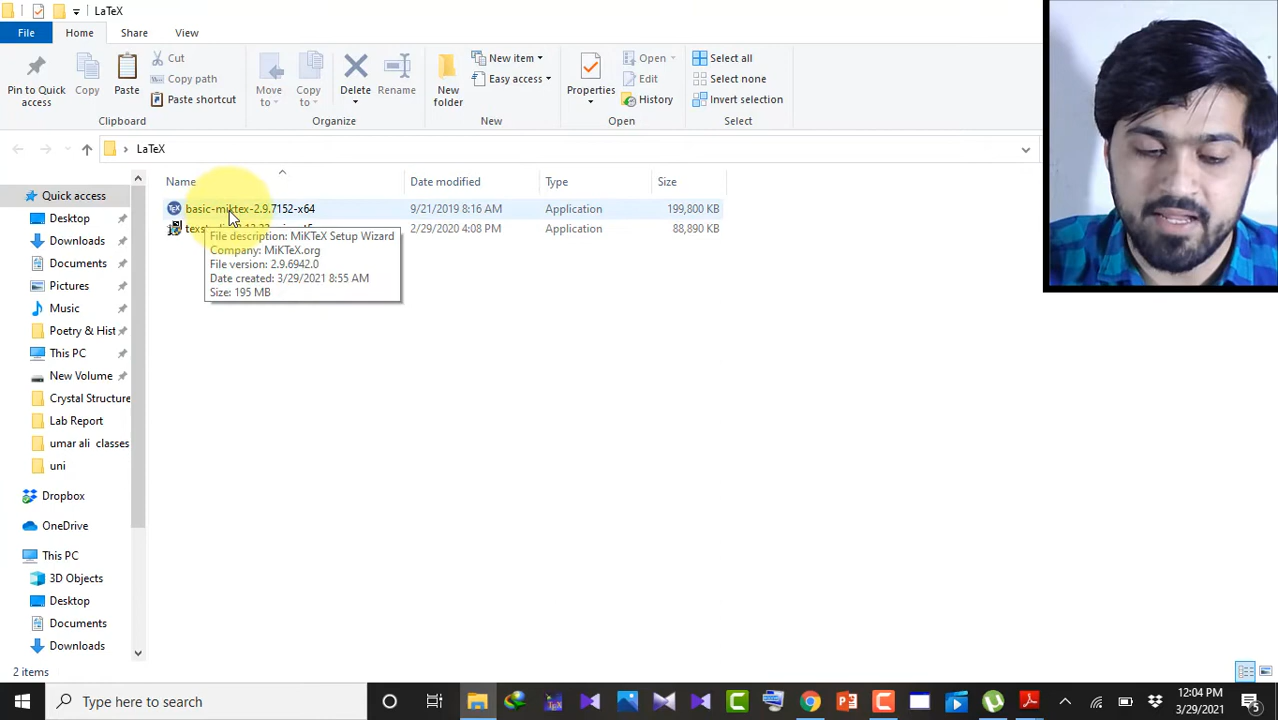 LaTeX
File Home Share View
Pin to Quick access
Copy
Paste
Cut
Copy path
Paste shortcut
Clipboard
Move to
Copy to
Delete
Rename
Organize
New folder
New item
Easy access
New
Properties
Open
Edit
History
Open
Select all
Select none
Invert selection
Select
LaTeX
Name Date modified Type Size
basic-miktex-2.9.7152-x64 9/21/2019 8:16 AM Application 199,800 KB
2/29/2020 4:08 PM Application 88,890 KB
File description: MiKTeX Setup Wizard
Company: MiKTeX.org
File version: 2.9.6942.0
Date created: 3/29/2021 8:55 AM
Size: 195 MB
Quick access
Desktop
Downloads
Documents
Pictures
Music
Poetry & Hist
This PC
New Volume
Crystal Structure
Lab Report
umar ali classes
uni
Dropbox
OneDrive
This PC
3D Objects
Desktop
Documents
Downloads
2 items
Type here to search
12:04 PM
3/29/2021
5